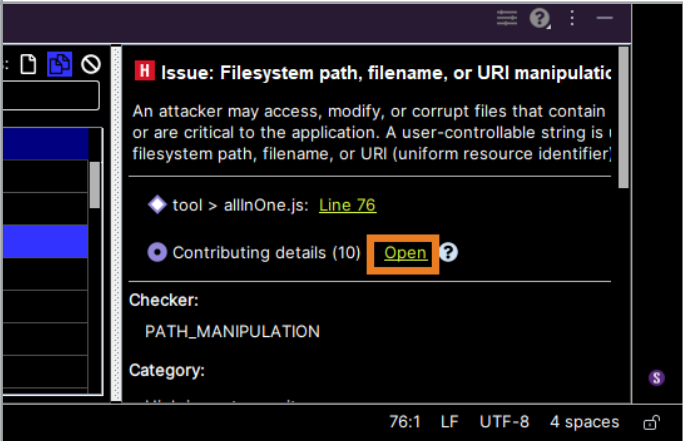 H Issue: Filesystem path, filename, or URI manipulatic
An attacker may access, modify, or corrupt files that contain
or are critical to the application. A user-controllable string is
filesystem path, filename, or URI (uniform resource identifier)
tool > allInOne.js: Line 76
Contributing details (10) Open ?
Checker:
PATH_MANIPULATION
Category:
S
76:1 LF UTF-8 4 spaces